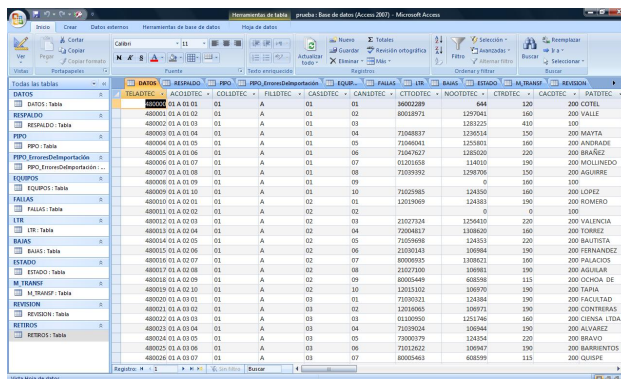 Herramientas de tabla prueba : Base de datos (Access 2007) - Microsoft Access
Inicio Crear Datos externos Herramientas de base de datos Hoja de datos
Ver Pegar Cortar Copiar Copiar formato
Calibri 11
Actualizar todo Nuevo Guardar Eliminar Totales Revisión ortográfica Más
Filtro Selección Avanzadas Alternar filtro
Buscar Reemplazar Ir a Seleccionar
Vistas Portapapeles Fuente Texto enriquecido Registros Ordenar y filtrar Buscar
Todas las tablas
DATOS
DATOS : Tabla
RESPALDO
RESPALDO : Tabla
PIPO
PIPO : Tabla
PIPO_ErroresDeImportación
PIPO_ErroresDeImportación : ...
EQUIPOS
EQUIPOS : Tabla
FALLAS
FALLAS : Tabla
LTR
LTR : Tabla
BAJAS
BAJAS : Tabla
ESTADO
ESTADO : Tabla
M_TRANSF
M_TRANSF : Tabla
REVISION
REVISION : Tabla
RETIROS
RETIROS : Tabla
DATOS RESPALDO PIPO PIPO_ErroresDeImportación EQUIP... FALLAS LTR BAJAS ESTADO M_TRANSF REVISION
TELADTEC ACO1DTEC COL1DTEC FIL1DTEC CAS1DTEC CAN1DTEC CTTODTEC NOOTDTEC CTRDTEC CACDTEC PATDTEC
480000 01 A 01 01 01 A 01 01 36002289 644 120 200 COTEL
480001 01 A 01 02 01 A 01 02 80018971 1297041 160 200 VALLE
480002 01 A 01 03 01 A 01 03 1283225 410 100
480003 01 A 01 04 01 A 01 04 71048837 1236514 150 200 MAYTA
480004 01 A 01 05 01 A 01 05 71046041 1255801 160 200 ANDRADE
480005 01 A 01 06 01 A 01 06 71047627 1285020 220 200 BRAÑEZ
480006 01 A 01 07 01 A 01 07 01201658 114010 190 200 MOLLINEDO
480007 01 A 01 08 01 A 01 08 71039392 1298706 150 200 AGUIRRE
480008 01 A 01 09 01 A 01 09 0 160 100
480009 01 A 01 10 01 A 01 10 71025985 124350 160 200 LOPEZ
480010 01 A 02 01 01 A 02 01 12019069 124383 190 200 ROMERO
480011 01 A 02 02 01 A 02 02 0 0 100
480012 01 A 02 03 01 A 02 03 21027324 1256410 220 200 VALENCIA
480013 01 A 02 04 01 A 02 04 72004817 1308620 160 200 TORREZ
480014 01 A 02 05 01 A 02 05 71059698 124353 220 200 BAUTISTA
480015 01 A 02 06 01 A 02 06 21030143 106984 190 200 FERNANDEZ
480016 01 A 02 07 01 A 02 07 80006935 1308621 160 200 PALACIOS
480017 01 A 02 08 01 A 02 08 21027100 106981 190 200 AGUILAR
480018 01 A 02 09 01 A 02 09 80005449 608598 115 200 OCHOA DE
480019 01 A 02 10 01 A 02 10 12015102 106970 190 200 TAPIA
480020 01 A 03 01 01 A 03 01 71030321 124384 190 200 FACULTAD
480021 01 A 03 02 01 A 03 02 12016065 106971 190 200 CONTRERAS
480022 01 A 03 03 01 A 03 03 01100950 1251746 160 200 CIENSA LTDA
480023 01 A 03 04 01 A 03 04 71039024 106944 190 200 ALVAREZ
480024 01 A 03 05 01 A 03 05 73000379 124354 220 200 BRAVO
480025 01 A 03 06 01 A 03 06 71012622 106947 190 200 BARRIENTOS
480026 01 A 03 07 01 A 03 07 80005463 608599 115 200 QUISPE
Registro: 1 Sin filtro Buscar
Vista Hoja de datos